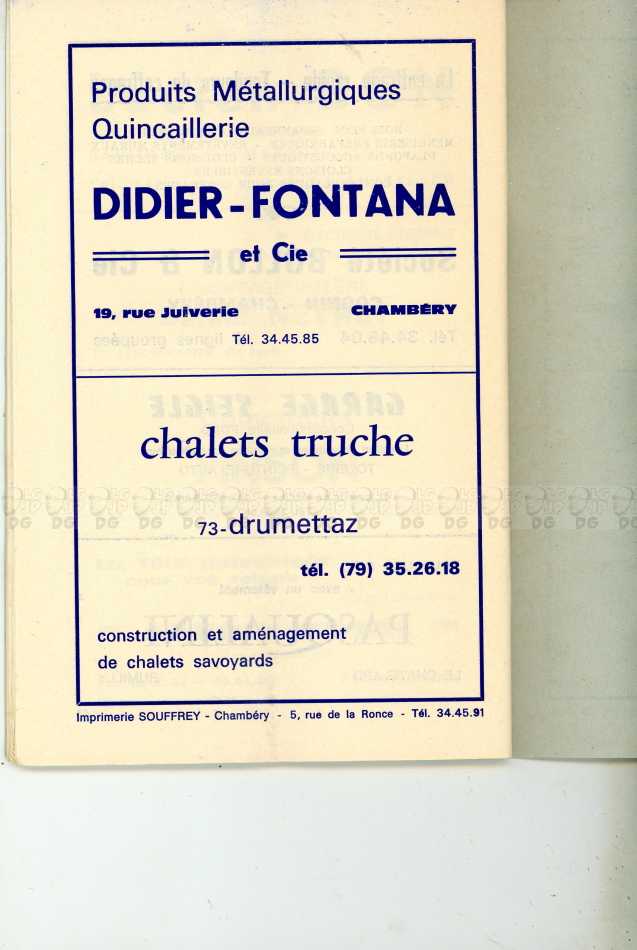 Produits Métallurgiques
Quincaillerie
DIDIER-FONTANA
et Cie
19, rue Juiverie CHAMBÉRY
Tél. 34.45.85
chalets truche
73-drumettaz
tél. (79) 35.26.18
construction et aménagement
de chalets savoyards
Imprimerie SOUFFREY - Chambéry - 5, rue de la Ronce - Tél. 34.45.91